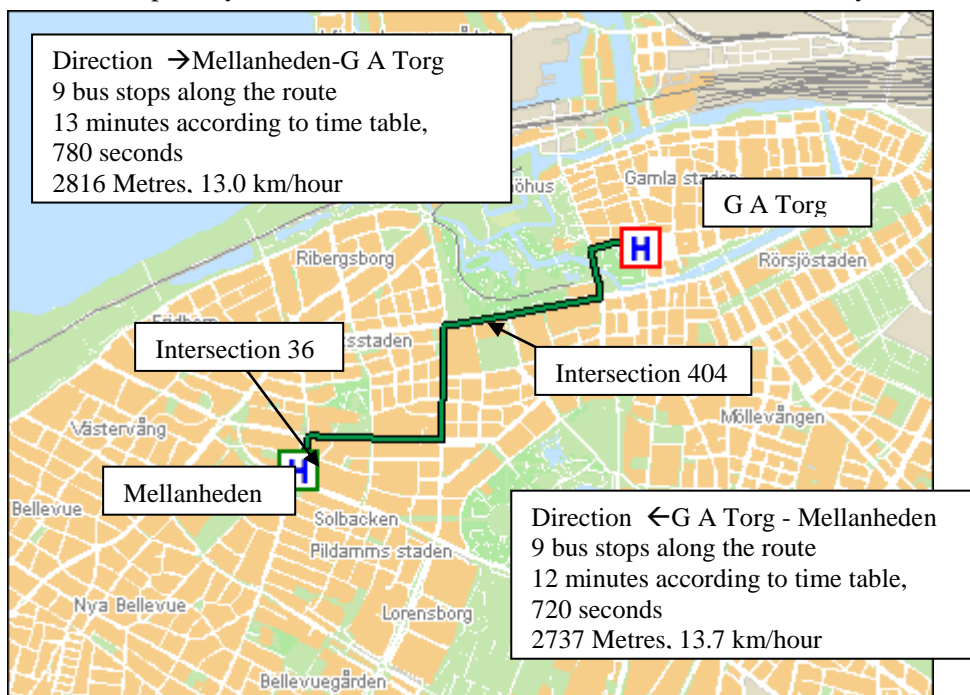 Direction →Mellanheden-G A Torg
9 bus stops along the route
13 minutes according to time table,
780 seconds
2816 Metres, 13.0 km/hour
Gamla
G A Torg
H
Ribergsborg
Rörsjöstaden
Intersection 36
Intersection 404
Västervång
Möllevången
H
Mellanheden
Bellevue
Solbacken
Pildamms staden
Direction ←G A Torg - Mellanheden
9 bus stops along the route
12 minutes according to time table,
720 seconds
2737 Metres, 13.7 km/hour
Nya Bellevue
Lorensborg
Bellevuegården